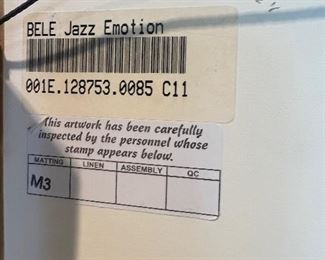 BELE Jazz Emotion
001E.128753.0085 C11
This artwork has been carefully
inspected by the personnel whose
stamp appears below.
MATTING LINEN ASSEMBLY QC
M3